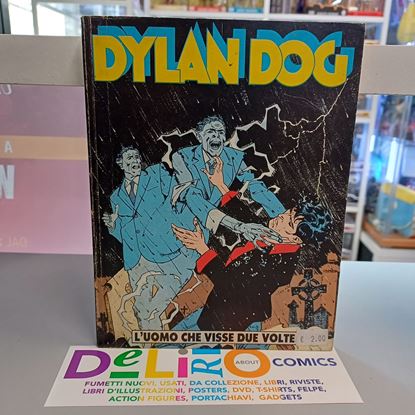 DYLAN DOG
L'UOMO CHE VISSE DUE VOLTE
€ 2.00
DeLiRiO ABOUT COMICS
FUMETTI NUOVI, USATI, DA COLLEZIONE, LIBRI, RIVISTE,
LIBRI D'ILLUSTRAZIONI, POSTERS, DVD, T-SHIRTS, FELPE,
ACTION FIGURES, PORTACHIAVI, GADGETS